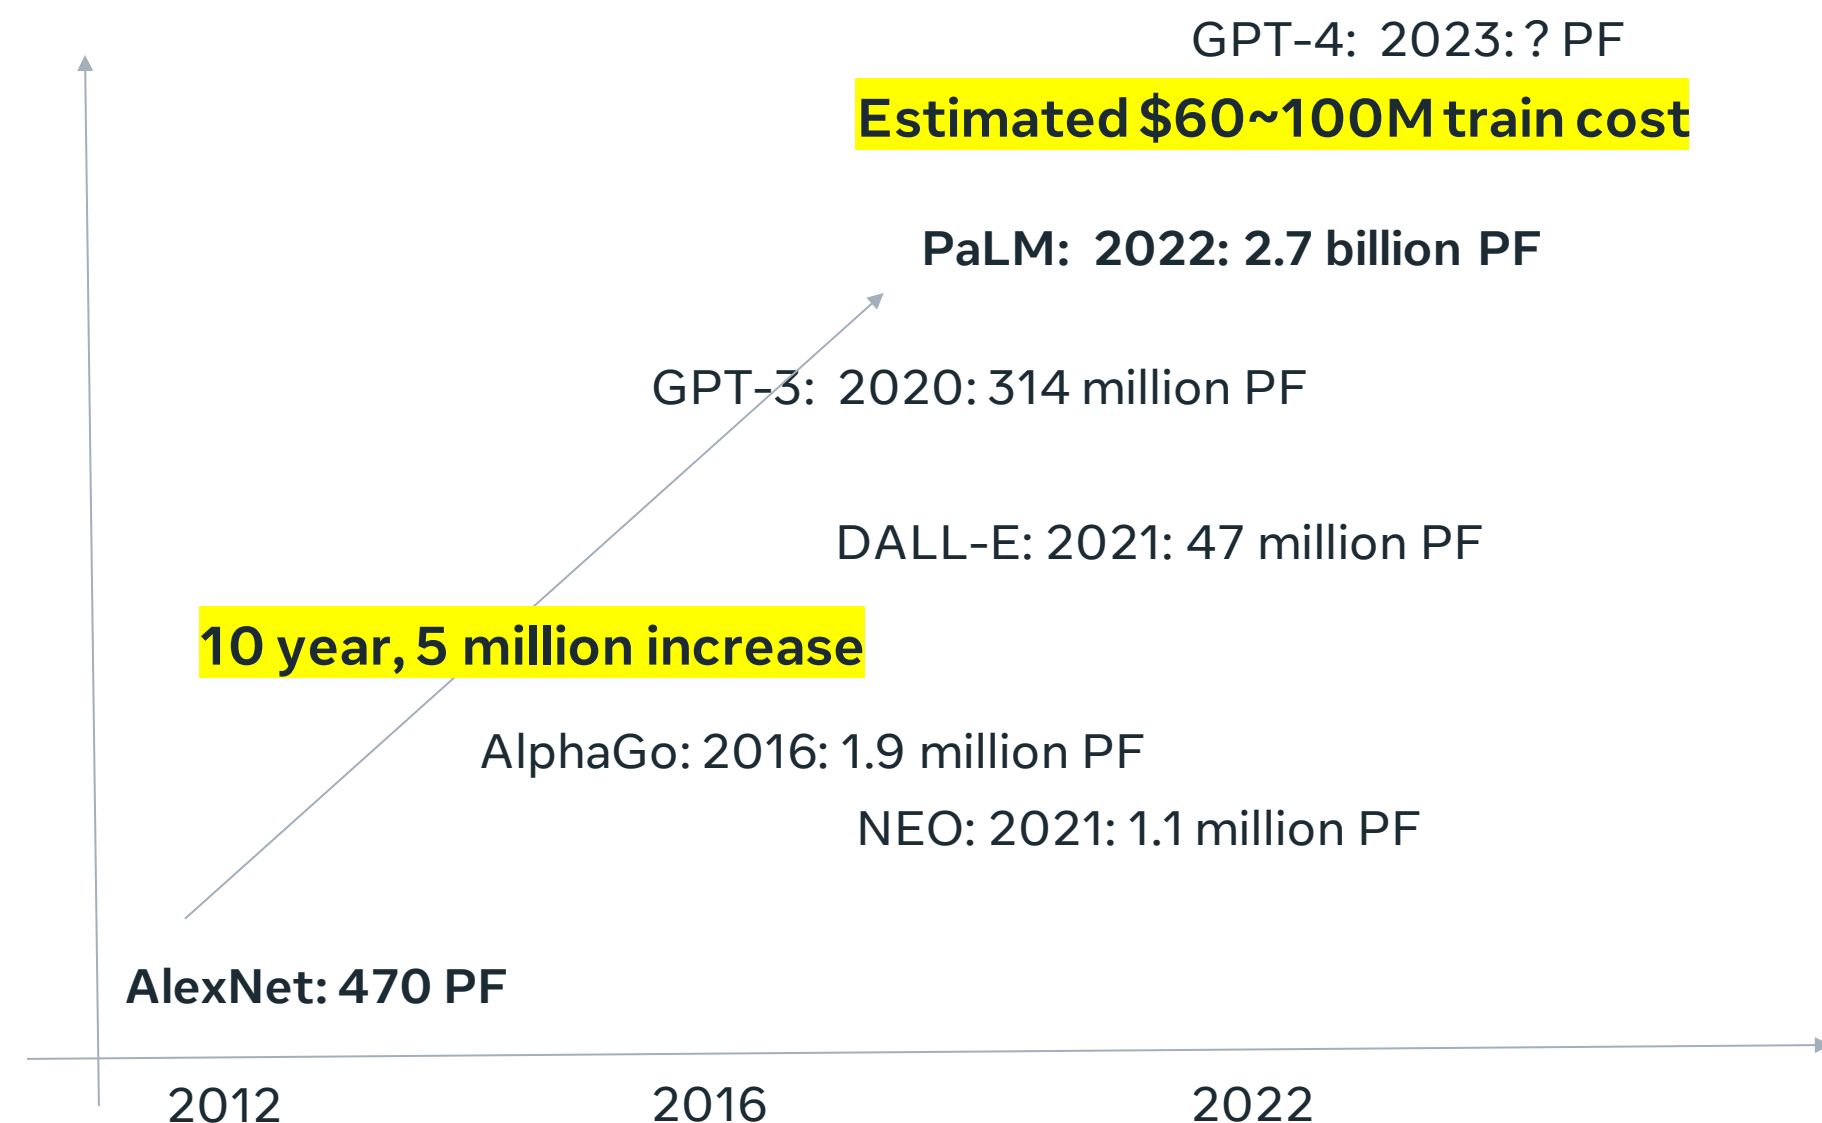 GPT-4: 2023: ? PF
Estimated $60~100M train cost
PaLM: 2022: 2.7 billion PF
GPT-3: 2020: 314 million PF
DALL-E: 2021: 47 million PF
10 year, 5 million increase
AlphaGo: 2016: 1.9 million PF
NEO: 2021: 1.1 million PF
AlexNet: 470 PF
2012 2016 2022